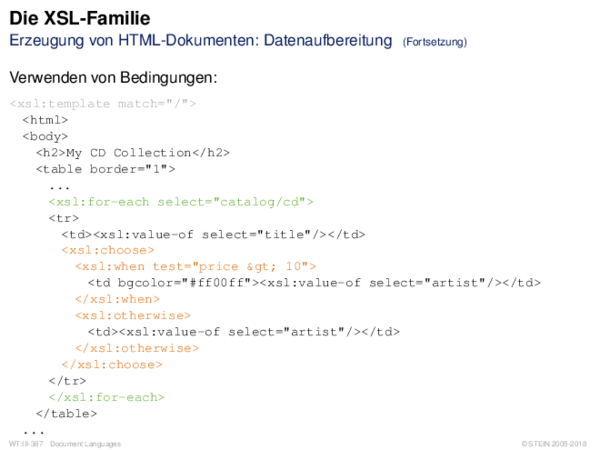 Die XSL-Familie
Erzeugung von HTML-Dokumenten: Datenaufbereitung (Fortsetzung)
Verwenden von Bedingungen:
<xsl:template match="/">
<html>
<body>
<h2>My CD Collection</h2>
<table border="1">
...
<xsl:for-each select="catalog/cd">
<tr>
<td><xsl:value-of select="title"/></td>
<xsl:choose>
<xsl:when test="price &gt; 10">
<td bgcolor="#ff00ff"><xsl:value-of select="artist"/></td>
</xsl:when>
<xsl:otherwise>
<td><xsl:value-of select="artist"/></td>
</xsl:otherwise>
</xsl:choose>
</tr>
</xsl:for-each>
</table>
...
WT:III-387 Document Languages © STEIN 2005-2018